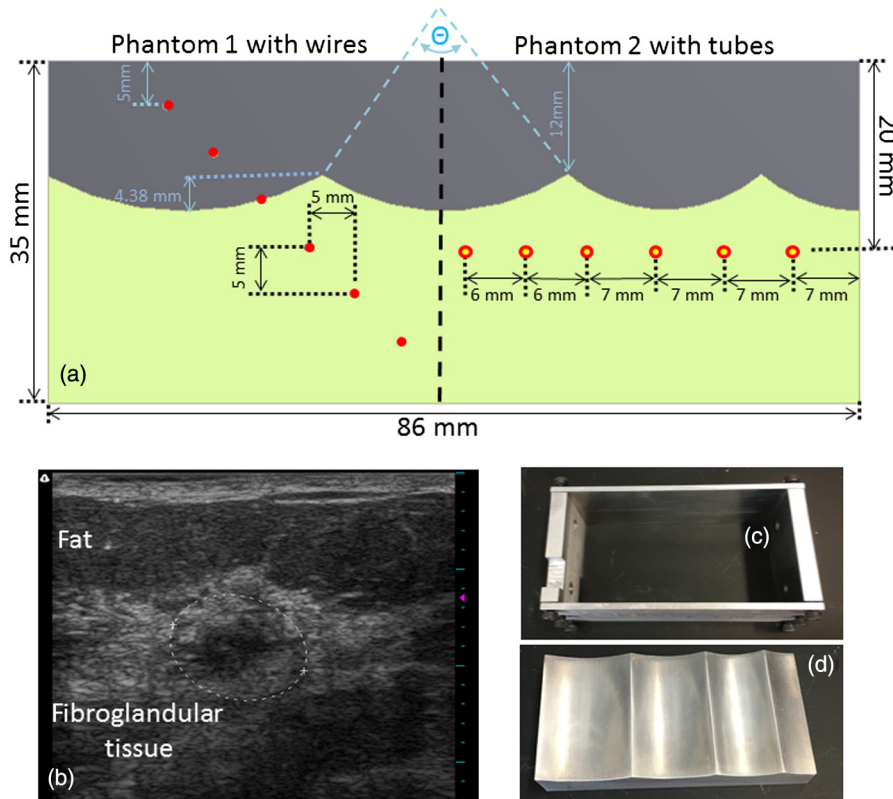 Phantom 1 with wires
Θ
Phantom 2 with tubes
5mm
12mm
20 mm
35 mm
4.38 mm
5 mm
5 mm
6 mm
6 mm
7 mm
7 mm
7 mm
7 mm
(a)
86 mm
Fat
Fibroglandular
tissue
(b)
(c)
(d)